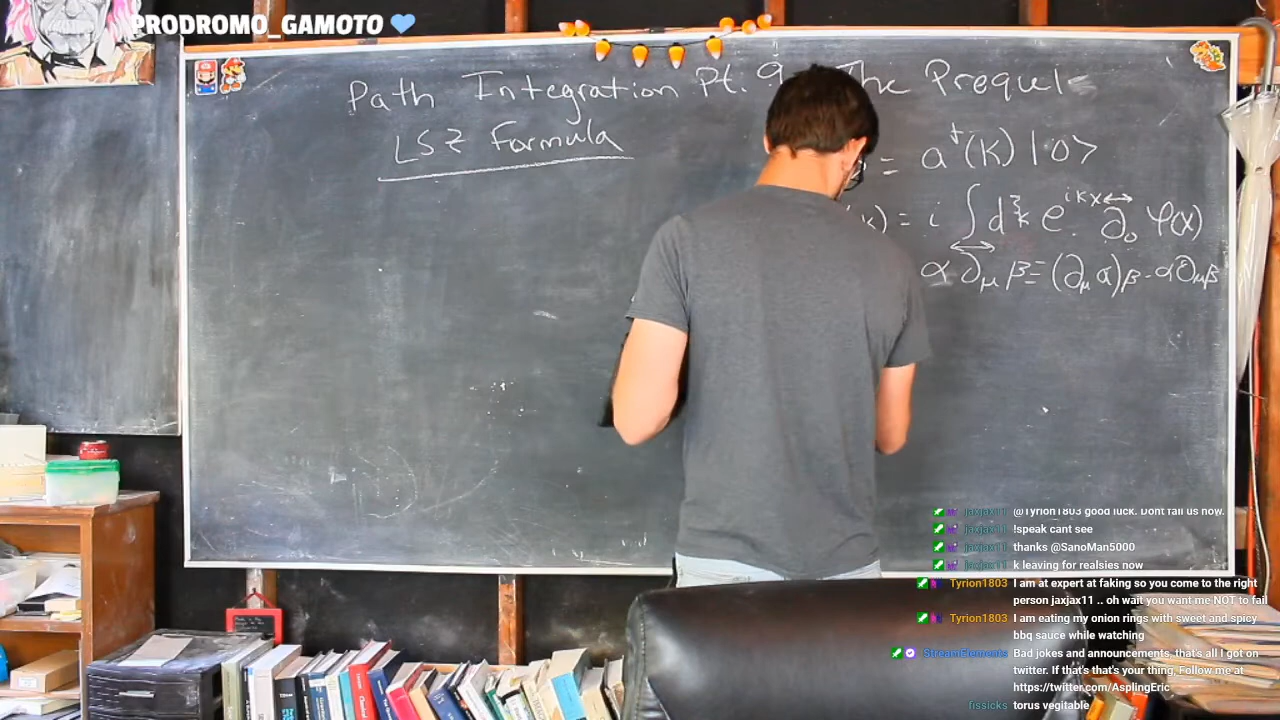 PRODROMO_GAMOTO
Path Integration Pt. 9 The Prequel
LSZ Formula
= a†(k) |0>
k) = i ∫ d³k e^{ikx} ∂₀↔ φ(x)
α ∂μ↔ β ≡ (∂μ α)β - α∂μβ
jaxjax11 @Tyrion1803 good luck. Dont fail us now.
jaxjax11 !speak cant see
jaxjax11 thanks @SanoMan5000
jaxjax11 k leaving for realsies now
Tyrion1803 I am at expert at faking so you come to the right
person jaxjax11 .. oh wait you want me NOT to fail
Tyrion1803 I am eating my onion rings with sweet and spicy
bbq sauce while watching
StreamElements Bad jokes and announcements, that's all I got on
twitter. If that's that's your thing, Follow me at
https://twitter.com/AsplingEric
fissicks torus vegitable